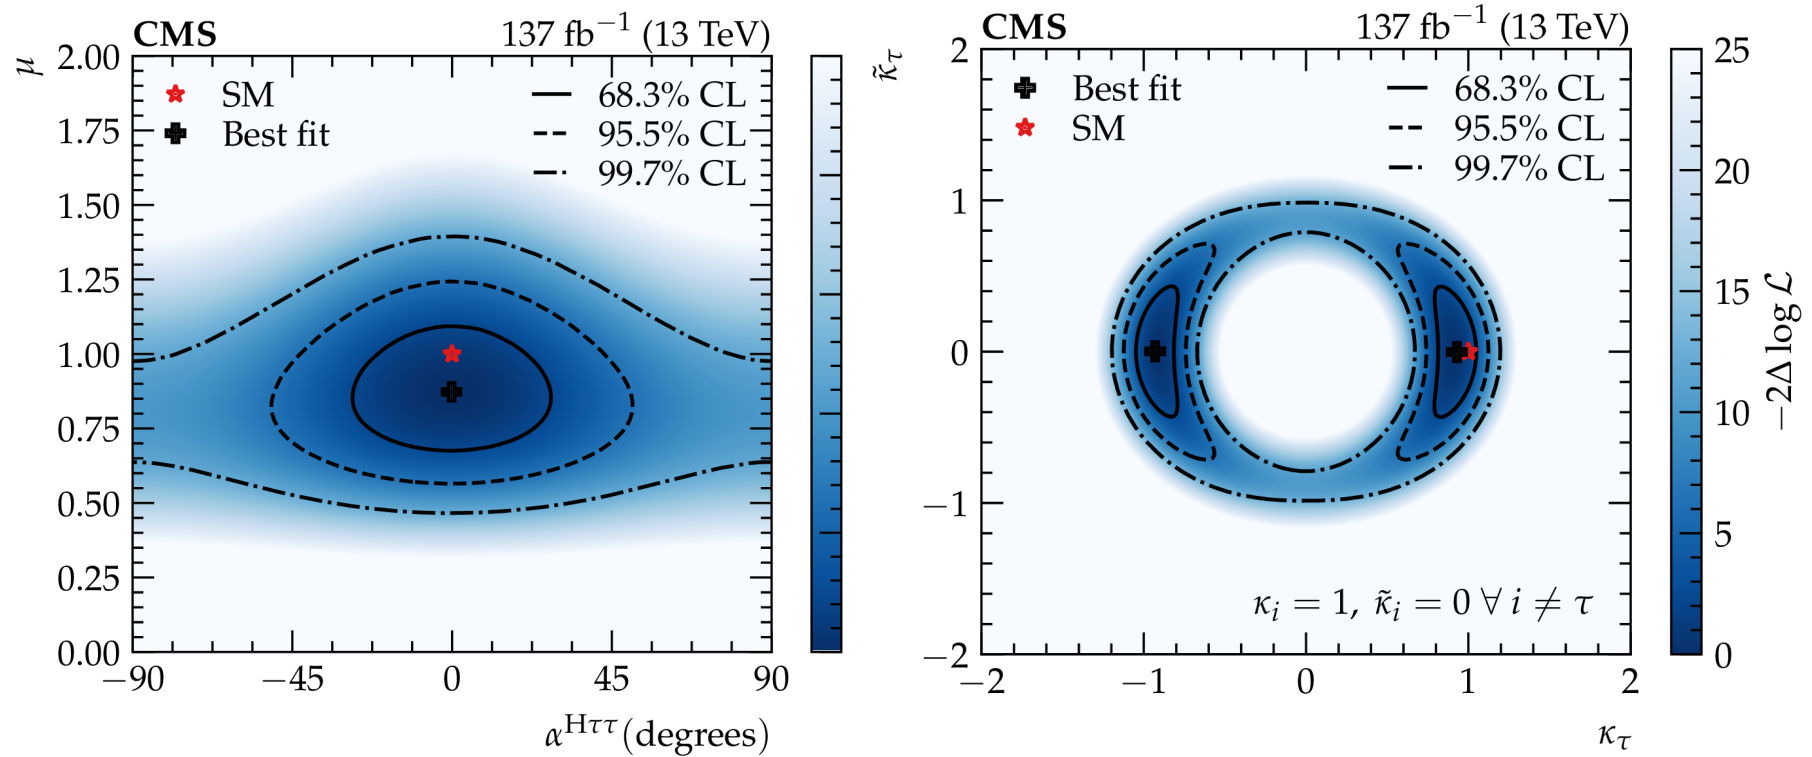 CMS 137 fb⁻¹ (13 TeV)
μ
SM
Best fit
68.3% CL
95.5% CL
99.7% CL
2.00
1.75
1.50
1.25
1.00
0.75
0.50
0.25
0.00
−90 −45 0 45 90
α^Hττ (degrees)
CMS 137 fb⁻¹ (13 TeV)
κ̃_τ
Best fit
SM
68.3% CL
95.5% CL
99.7% CL
2
1
0
−1
−2
κ_i = 1, κ̃_i = 0 ∀ i ≠ τ
−2 −1 0 1 2
κ_τ
25
20
15
10
5
0
−2Δ log ℒ